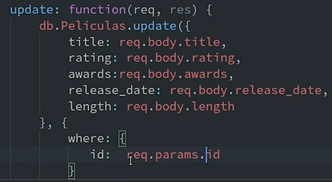 update: function(req, res) {
db.Peliculas.update({
title: req.body.title,
rating: req.body.rating,
awards:req.body.awards,
release_date: req.body.release_date,
length: req.body.length
}, {
where: {
id: req.params.id
}